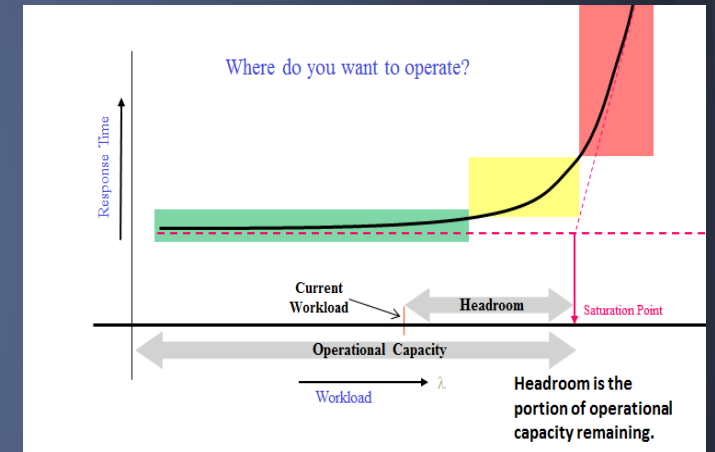 Where do you want to operate?
Response Time
Current
Workload
Headroom
Saturation Point
Operational Capacity
λ
Workload
Headroom is the
portion of operational
capacity remaining.